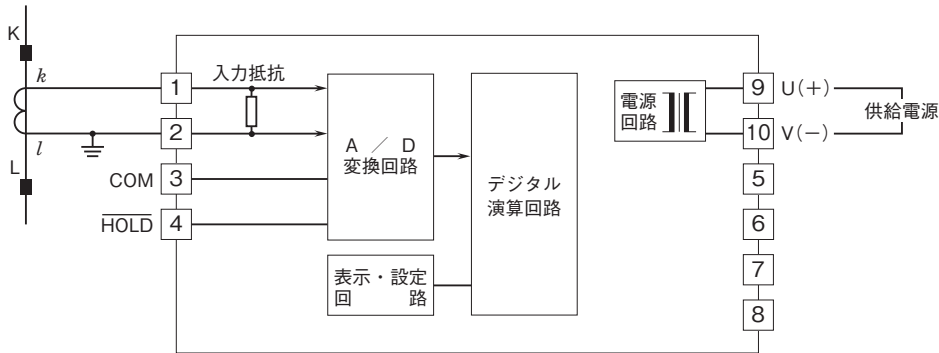 K
k
l
L
1
2
COM 3
HOLD 4
入力抵抗
A ／ D
変換回路
デジタル
演算回路
表示・設定
回 路
電源
回路
9 U(+)
10 V(−)
供給電源
5
6
7
8